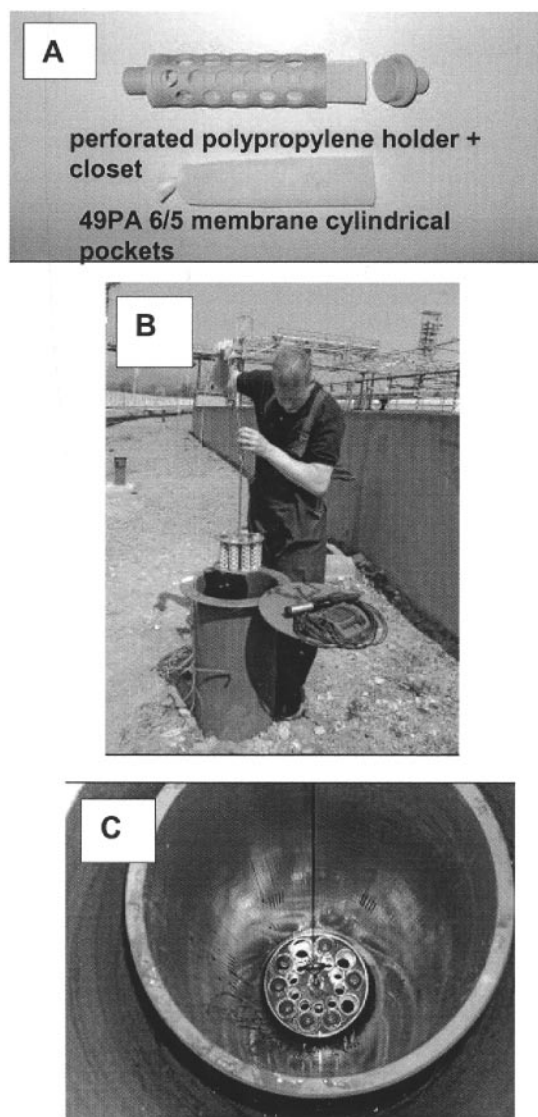 A
perforated polypropylene holder +
closet
49PA 6/5 membrane cylindrical
pockets
B
C